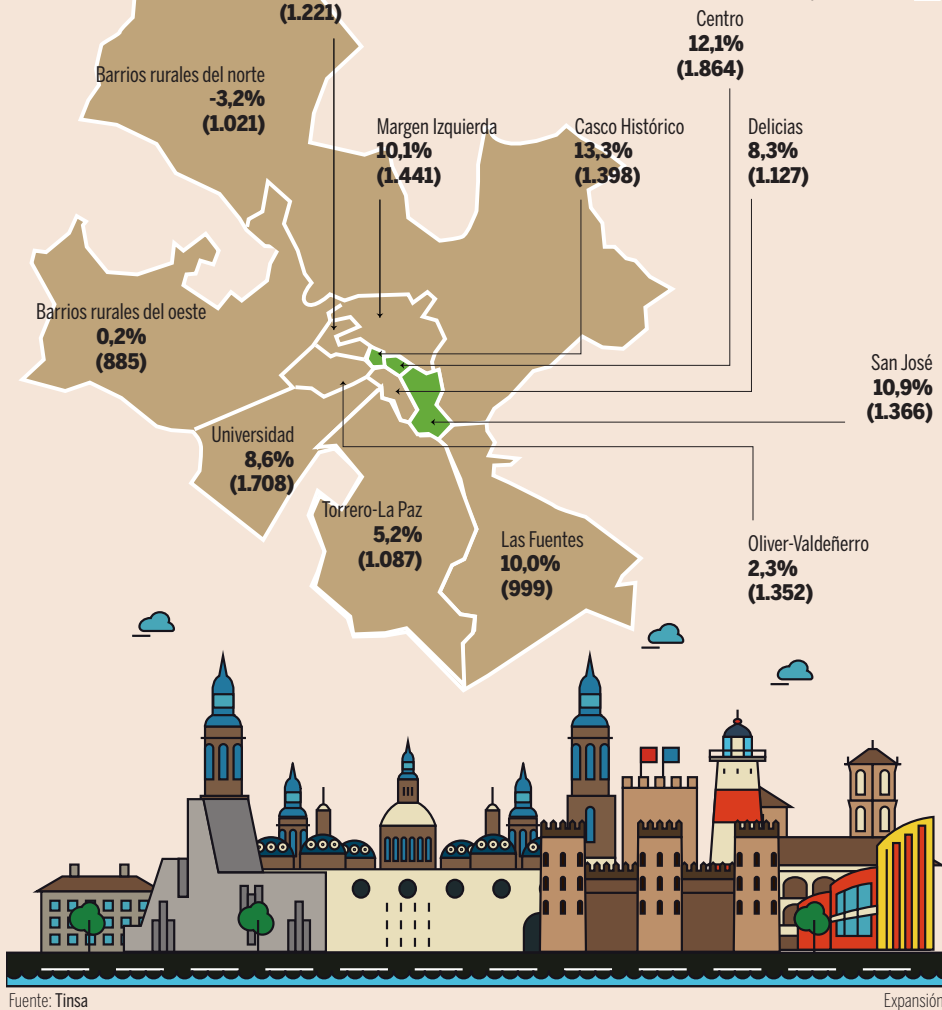 (1.221)
Centro
12,1%
(1.864)
Barrios rurales del norte
-3,2%
(1.021)
Margen Izquierda
10,1%
(1.441)
Casco Histórico
13,3%
(1.398)
Delicias
8,3%
(1.127)
Barrios rurales del oeste
0,2%
(885)
San José
10,9%
(1.366)
Universidad
8,6%
(1.708)
Torrero-La Paz
5,2%
(1.087)
Las Fuentes
10,0%
(999)
Oliver-Valdeñerro
2,3%
(1.352)
Fuente: Tinsa
Expansión